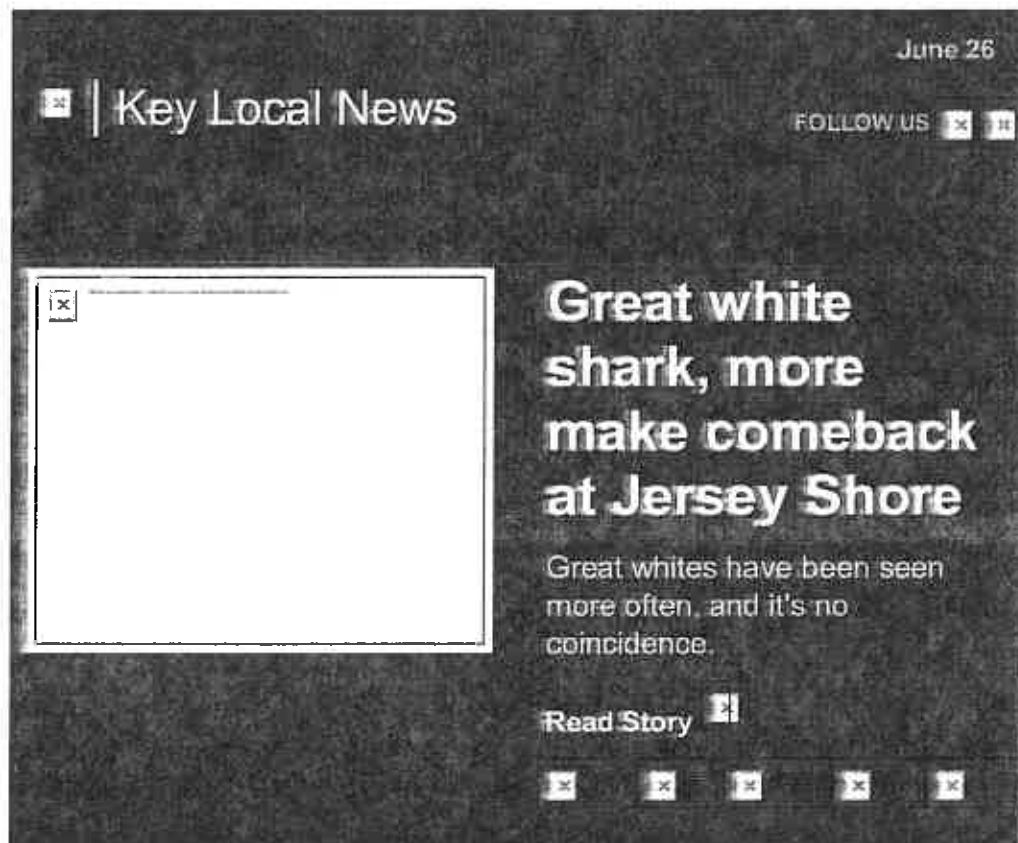 June 26
Key Local News
FOLLOW US
Great white
shark, more
make comeback
at Jersey Shore
Great whites have been seen
more often, and it's no
coincidence.
Read Story